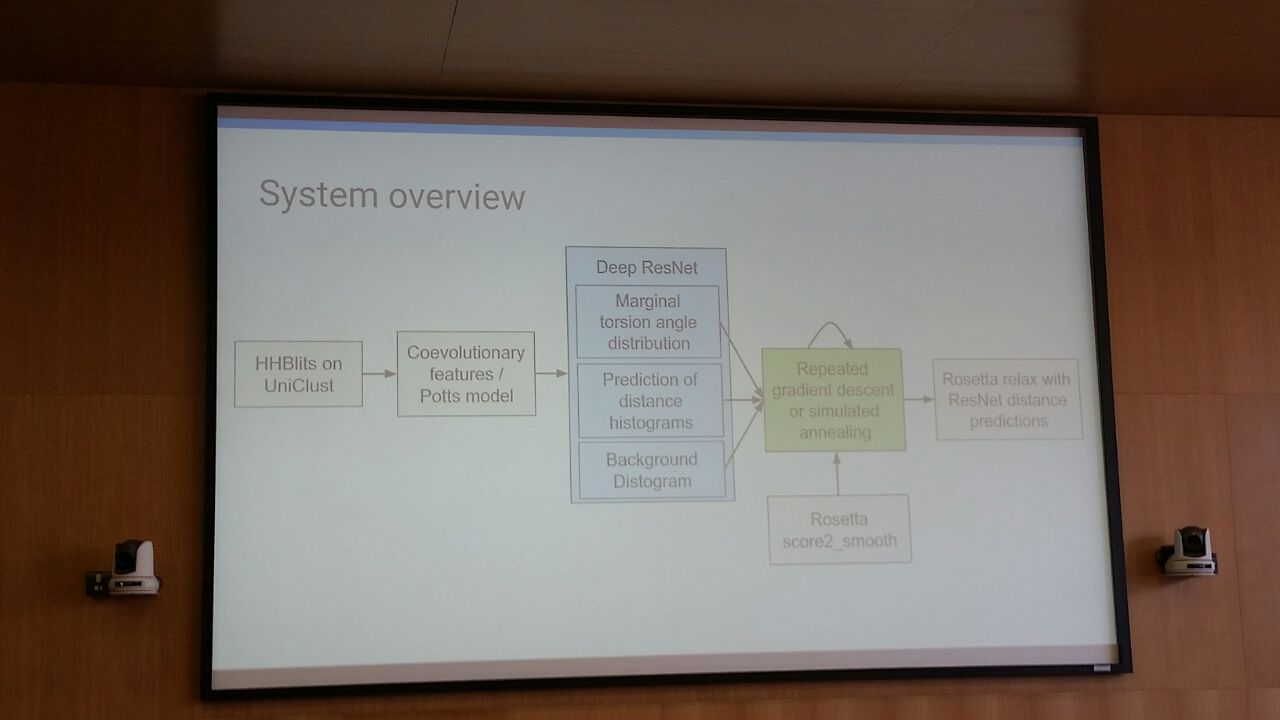 System overview
HHBlits on
UniClust
Coevolutionary
features /
Potts model
Deep ResNet
Marginal
torsion angle
distribution
Prediction of
distance
histograms
Background
Distogram
Repeated
gradient descent
or simulated
annealing
Rosetta
score2_smooth
Rosetta relax with
ResNet distance
predictions